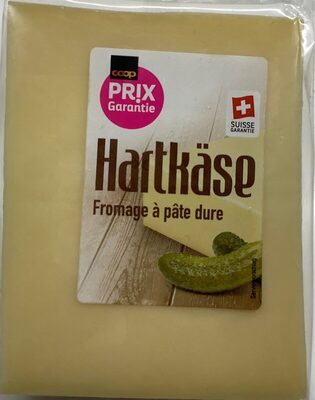 coop
PRIX
Garantie
SUISSE
GARANTIE
Hartkäse
Fromage à pâte dure